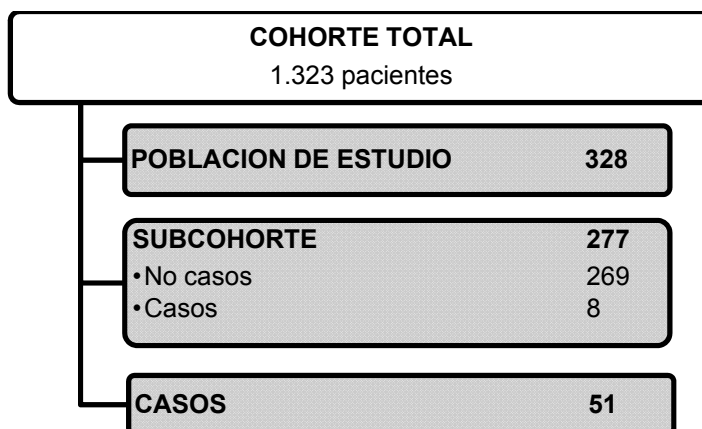 COHORTE TOTAL
1.323 pacientes
POBLACION DE ESTUDIO 328
SUBCOHORTE 277
•No casos 269
•Casos 8
CASOS 51